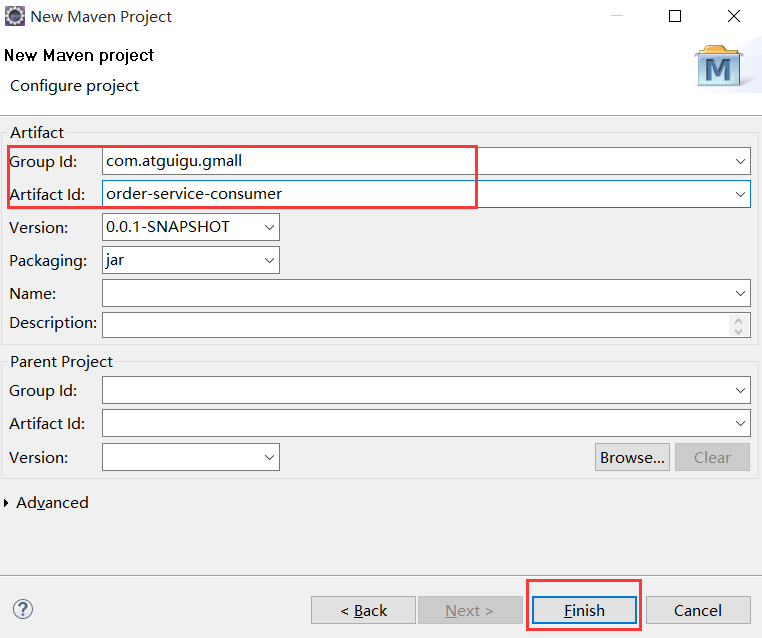 New Maven Project
New Maven project
Configure project
M
Artifact
Group Id: com.atguigu.gmall
Artifact Id: order-service-consumer
Version: 0.0.1-SNAPSHOT
Packaging: jar
Name:
Description:
Parent Project
Group Id:
Artifact Id:
Version: Browse... Clear
Advanced
? < Back Next > Finish Cancel